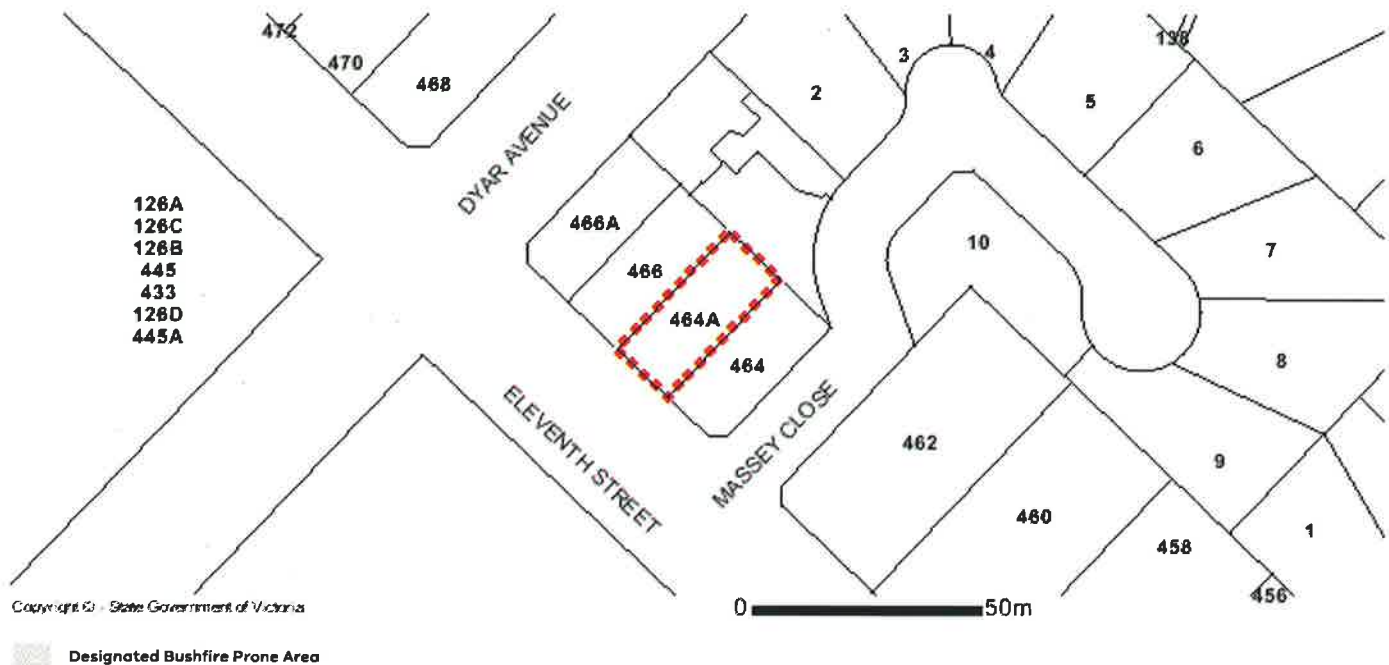 472
470
468
DYAR AVENUE
2
3
4
138
5
6
7
126A
126C
126B
445
433
126D
445A
466A
466
464A
464
10
8
ELEVENTH STREET
MASSEY CLOSE
462
460
458
456
9
1
Copyright © - State Government of Victoria
0 50m
Designated Bushfire Prone Area